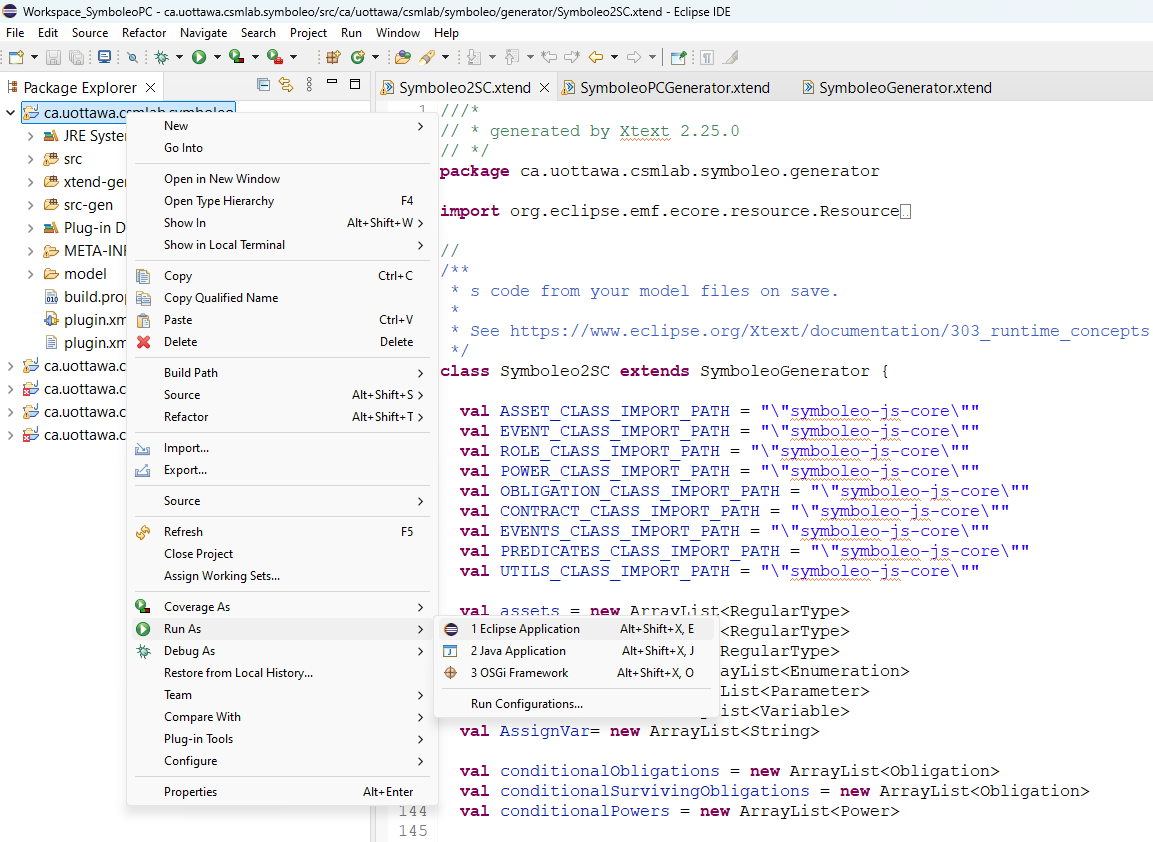 Workspace_SymboleoPC - ca.uottawa.csmlab.symboleo/src/ca/uottawa/csmlab/symboleo/generator/Symboleo2SC.xtend - Eclipse IDE
File Edit Source Refactor Navigate Search Project Run Window Help
Package Explorer
Symboleo2SC.xtend SymboleoPCGenerator.xtend SymboleoGenerator.xtend
ca.uottawa.csmlab.symboleo
JRE Syster
src
xtend-ge
src-gen
Plug-in D
META-INF
model
build.pro
plugin.xm
plugin.xm
ca.uottawa.c
ca.uottawa.c
ca.uottawa.c
ca.uottawa.c
New
Go Into
Open in New Window
Open Type Hierarchy F4
Show In Alt+Shift+W
Show in Local Terminal
Copy Ctrl+C
Copy Qualified Name
Paste Ctrl+V
Delete Delete
Build Path
Source Alt+Shift+S
Refactor Alt+Shift+T
Import...
Export...
Source
Refresh F5
Close Project
Assign Working Sets...
Coverage As
Run As
Debug As
Restore from Local History...
Team
Compare With
Plug-in Tools
Configure
Properties Alt+Enter
1 Eclipse Application Alt+Shift+X, E
2 Java Application Alt+Shift+X, J
3 OSGi Framework Alt+Shift+X, O
Run Configurations...
1 ///*
// * generated by Xtext 2.25.0
// */
package ca.uottawa.csmlab.symboleo.generator
import org.eclipse.emf.ecore.resource.Resource
//
/**
* s code from your model files on save.
*
* See https://www.eclipse.org/Xtext/documentation/303_runtime_concepts
*/
class Symboleo2SC extends SymboleoGenerator {
val ASSET_CLASS_IMPORT_PATH = "\"symboleo-js-core\""
val EVENT_CLASS_IMPORT_PATH = "\"symboleo-js-core\""
val ROLE_CLASS_IMPORT_PATH = "\"symboleo-js-core\""
val POWER_CLASS_IMPORT_PATH = "\"symboleo-js-core\""
val OBLIGATION_CLASS_IMPORT_PATH = "\"symboleo-js-core\""
val CONTRACT_CLASS_IMPORT_PATH = "\"symboleo-js-core\""
val EVENTS_CLASS_IMPORT_PATH = "\"symboleo-js-core\""
val PREDICATES_CLASS_IMPORT_PATH = "\"symboleo-js-core\""
val UTILS_CLASS_IMPORT_PATH = "\"symboleo-js-core\""
val assets = new ArrayList<RegularType>
<RegularType>
RegularType>
ayList<Enumeration>
List<Parameter>
ist<Variable>
val AssignVar= new ArrayList<String>
val conditionalObligations = new ArrayList<Obligation>
val conditionalSurvivingObligations = new ArrayList<Obligation>
144 val conditionalPowers = new ArrayList<Power>
145